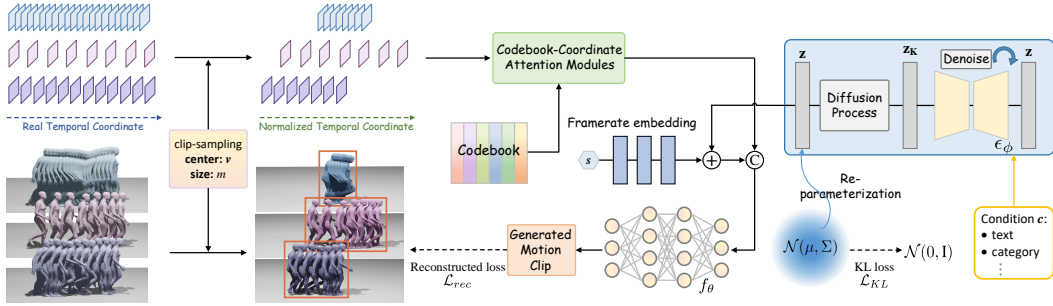 Real Temporal Coordinate
clip-sampling
center: v
size: m
Normalized Temporal Coordinate
Codebook-Coordinate
Attention Modules
Codebook
Framerate embedding
s
+
C
Generated
Motion
Clip
Reconstructed loss
ℒ_rec
f_θ
z
Diffusion
Process
z_K
Denoise
z
ϵ_ϕ
Re-
parameterization
𝒩(μ, Σ)
KL loss
ℒ_KL
𝒩(0, I)
Condition c:
• text
• category
⋮